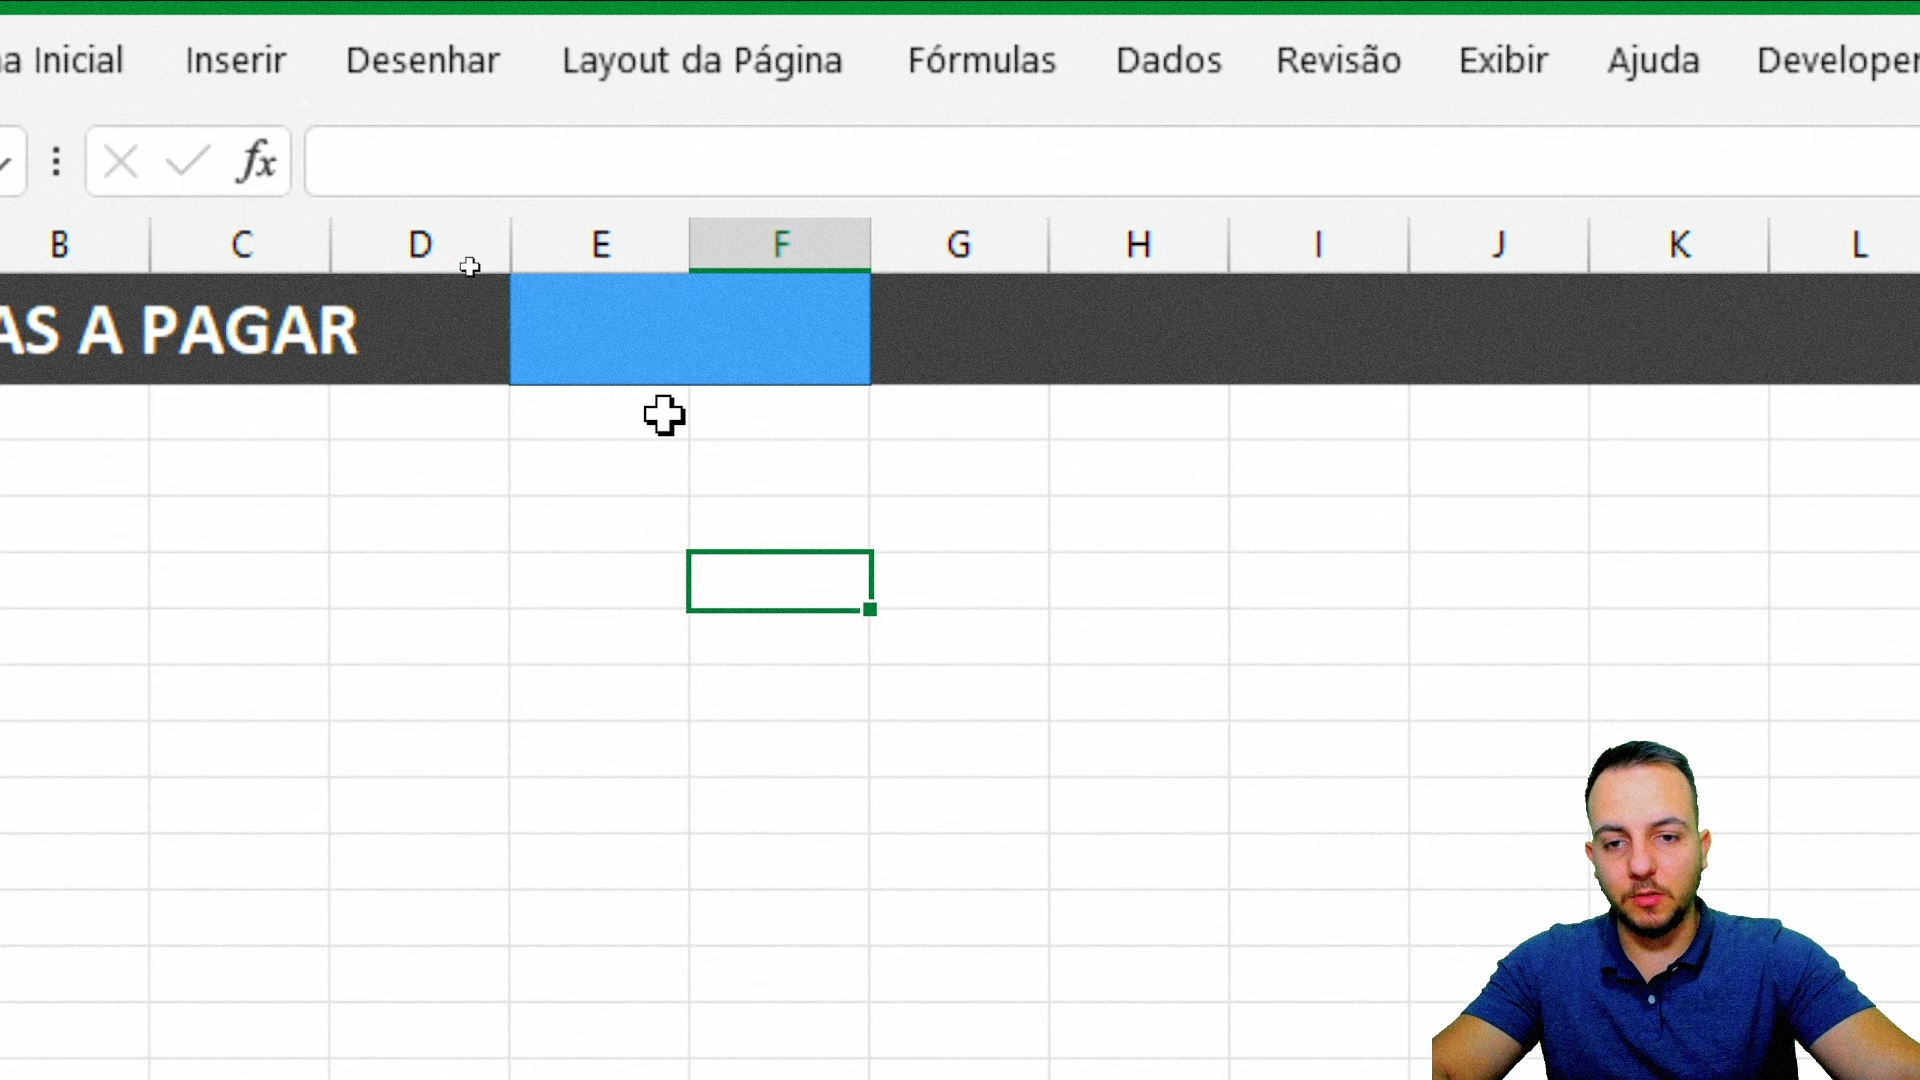 a Inicial Inserir Desenhar Layout da Página Fórmulas Dados Revisão Exibir Ajuda Developer
fx
B C D E F G H I J K L
AS A PAGAR